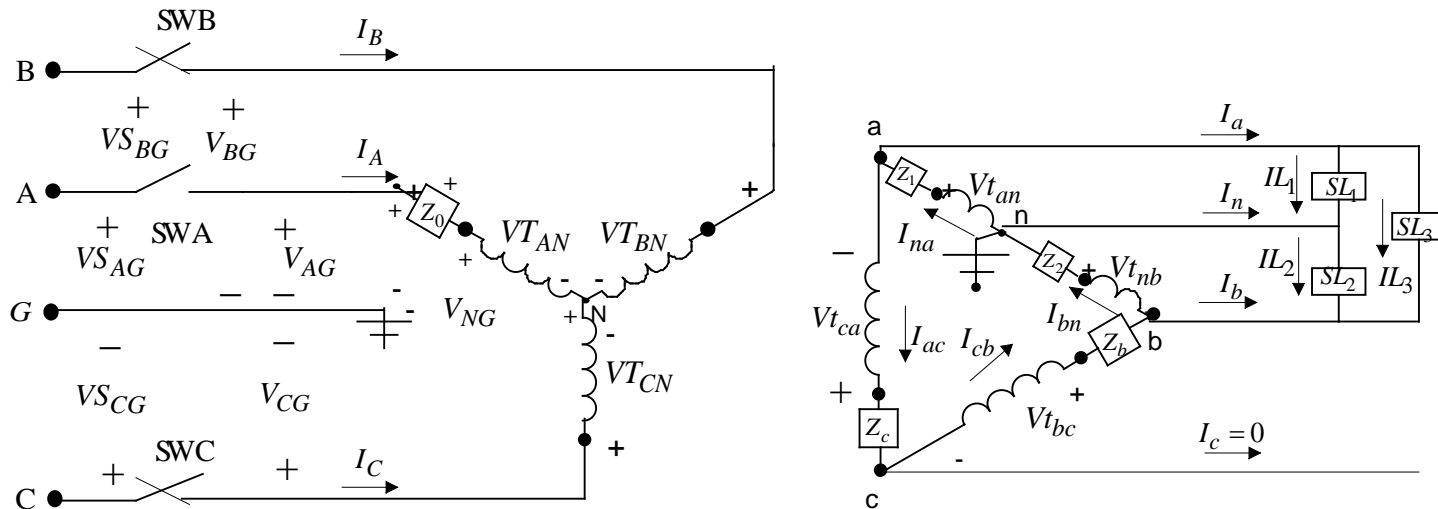 SWB
I_B
B
+ +
VS_BG V_BG
I_A
A
+ + + +
Z_0
+
SWA
VT_AN VT_BN
+ +
VS_AG V_AG
+ - -
G
- - - -
V_NG
+ N -
- -
VT_CN
VS_CG V_CG
+
SWC
+ +
I_C
C
a
I_a
Z_1
+
Vt_an
IL_1
SL_1
n
I_n
SL_3
I_na
Z_2
+
Vt_nb
IL_2
SL_2
IL_3
-
I_b
Vt_ca
I_ac
I_cb
I_bn
Z_b
b
+
+
Vt_bc
Z_c
-
I_c = 0
c